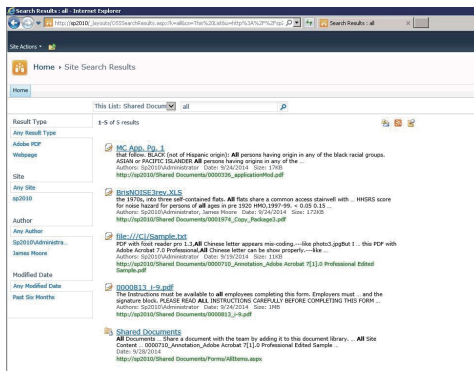 Search Results : all - Internet Explorer
http://sp2010/_layouts/OSSSearchResults.aspx?k=all&cs=This%20List&u=http%3A%2F%2Fsp2
Search Results : all
Site Actions
Home › Site Search Results
Home
This List: Shared Docum
all
Result Type
Any Result Type
Adobe PDF
Webpage
Site
Any Site
sp2010
Author
Any Author
Sp2010\Administra...
James Moore
Modified Date
Any Modified Date
Past Six Months
1-5 of 5 results
MC App. Pg. 1
that follow. BLACK (not of Hispanic origin): All persons having origin in any of the black racial groups.
ASIAN or PACIFIC ISLANDER All persons having origins in any of the ...
Authors: Sp2010\Administrator Date: 9/24/2014 Size: 17KB
http://sp2010/Shared Documents/0000336_applicationMod.pdf
BrisNOISE3rev.XLS
the 1970s, into three self-contained flats. All flats share a common access stairwell with ... HHSRS score
for noise hazard for persons of all ages in pre 1920 HMO,1997-99. < 0.05 0.15 ...
Authors: Sp2010\Administrator, James Moore Date: 9/24/2014 Size: 172KB
http://sp2010/Shared Documents/0001974_Copy_Package3.pdf
file:///C|/Sample.txt
PDF with foxit reader pro 1.3,All Chinese letter appears mis-coding.---like photo3.jpgBut 1 ... this PDF with
Adobe Acrobat 7.0 Professional,All Chinese letter can be show properly.---like ...
Authors: Sp2010\Administrator Date: 9/19/2014 Size: 11KB
http://sp2010/Shared Documents/0000710_Annotation_Adobe Acrobat 7[1].0 Professional Edited
Sample.pdf
0000813_i-9.pdf
The Instructions must be available to all employees completing this form. Employers must ... and the
signature block. PLEASE READ ALL INSTRUCTIONS CAREFULLY BEFORE COMPLETING THIS FORM ...
Authors: Sp2010\Administrator Date: 9/24/2014 Size: 1MB
http://sp2010/Shared Documents/0000813_i-9.pdf
Shared Documents
All Documents ... Share a document with the team by adding it to this document library. ... All Site
Content ... 0000710_Annotation_Adobe Acrobat 7[1].0 Professional Edited Sample ...
Date: 9/28/2014
http://sp2010/Shared Documents/Forms/AllItems.aspx